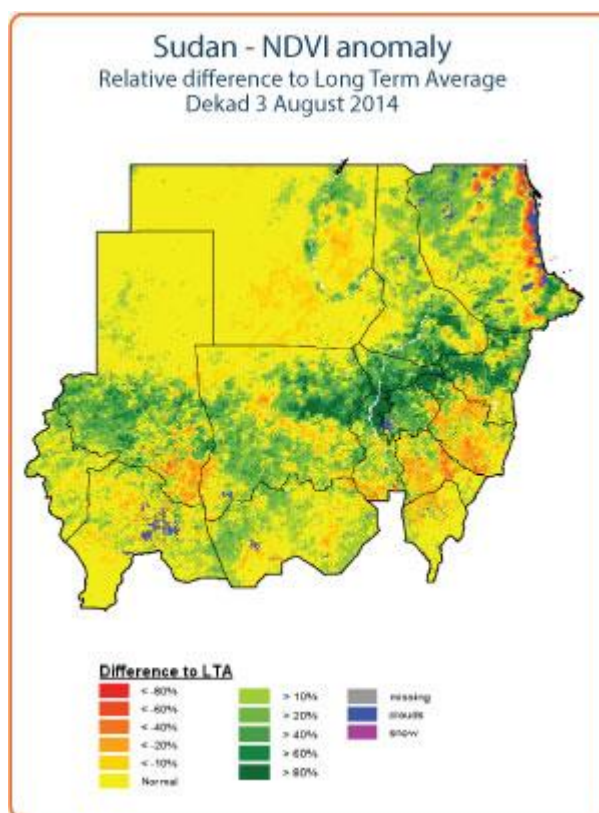 Sudan - NDVI anomaly
Relative difference to Long Term Average
Dekad 3 August 2014
Difference to LTA
< -80%
< -60%
< -40%
< -20%
< -10%
Normal
> 10%
> 20%
> 40%
> 60%
> 80%
missing
clouds
snow